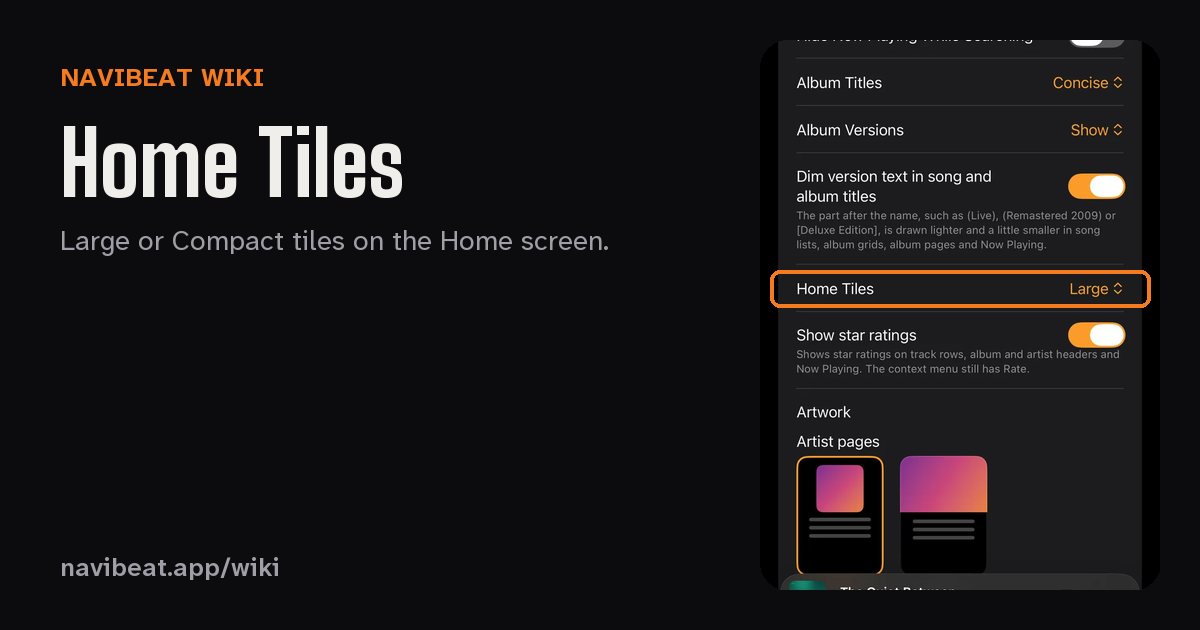 NAVIBEAT WIKI
Home Tiles
Large or Compact tiles on the Home screen.
navibeat.app/wiki
Album Titles
Concise
Album Versions
Show
Dim version text in song and
album titles
The part after the name, such as (Live), (Remastered 2009) or
[Deluxe Edition], is drawn lighter and a little smaller in song
lists, album grids, album pages and Now Playing.
Home Tiles
Large
Show star ratings
Shows star ratings on track rows, album and artist headers and
Now Playing. The context menu still has Rate.
Artwork
Artist pages